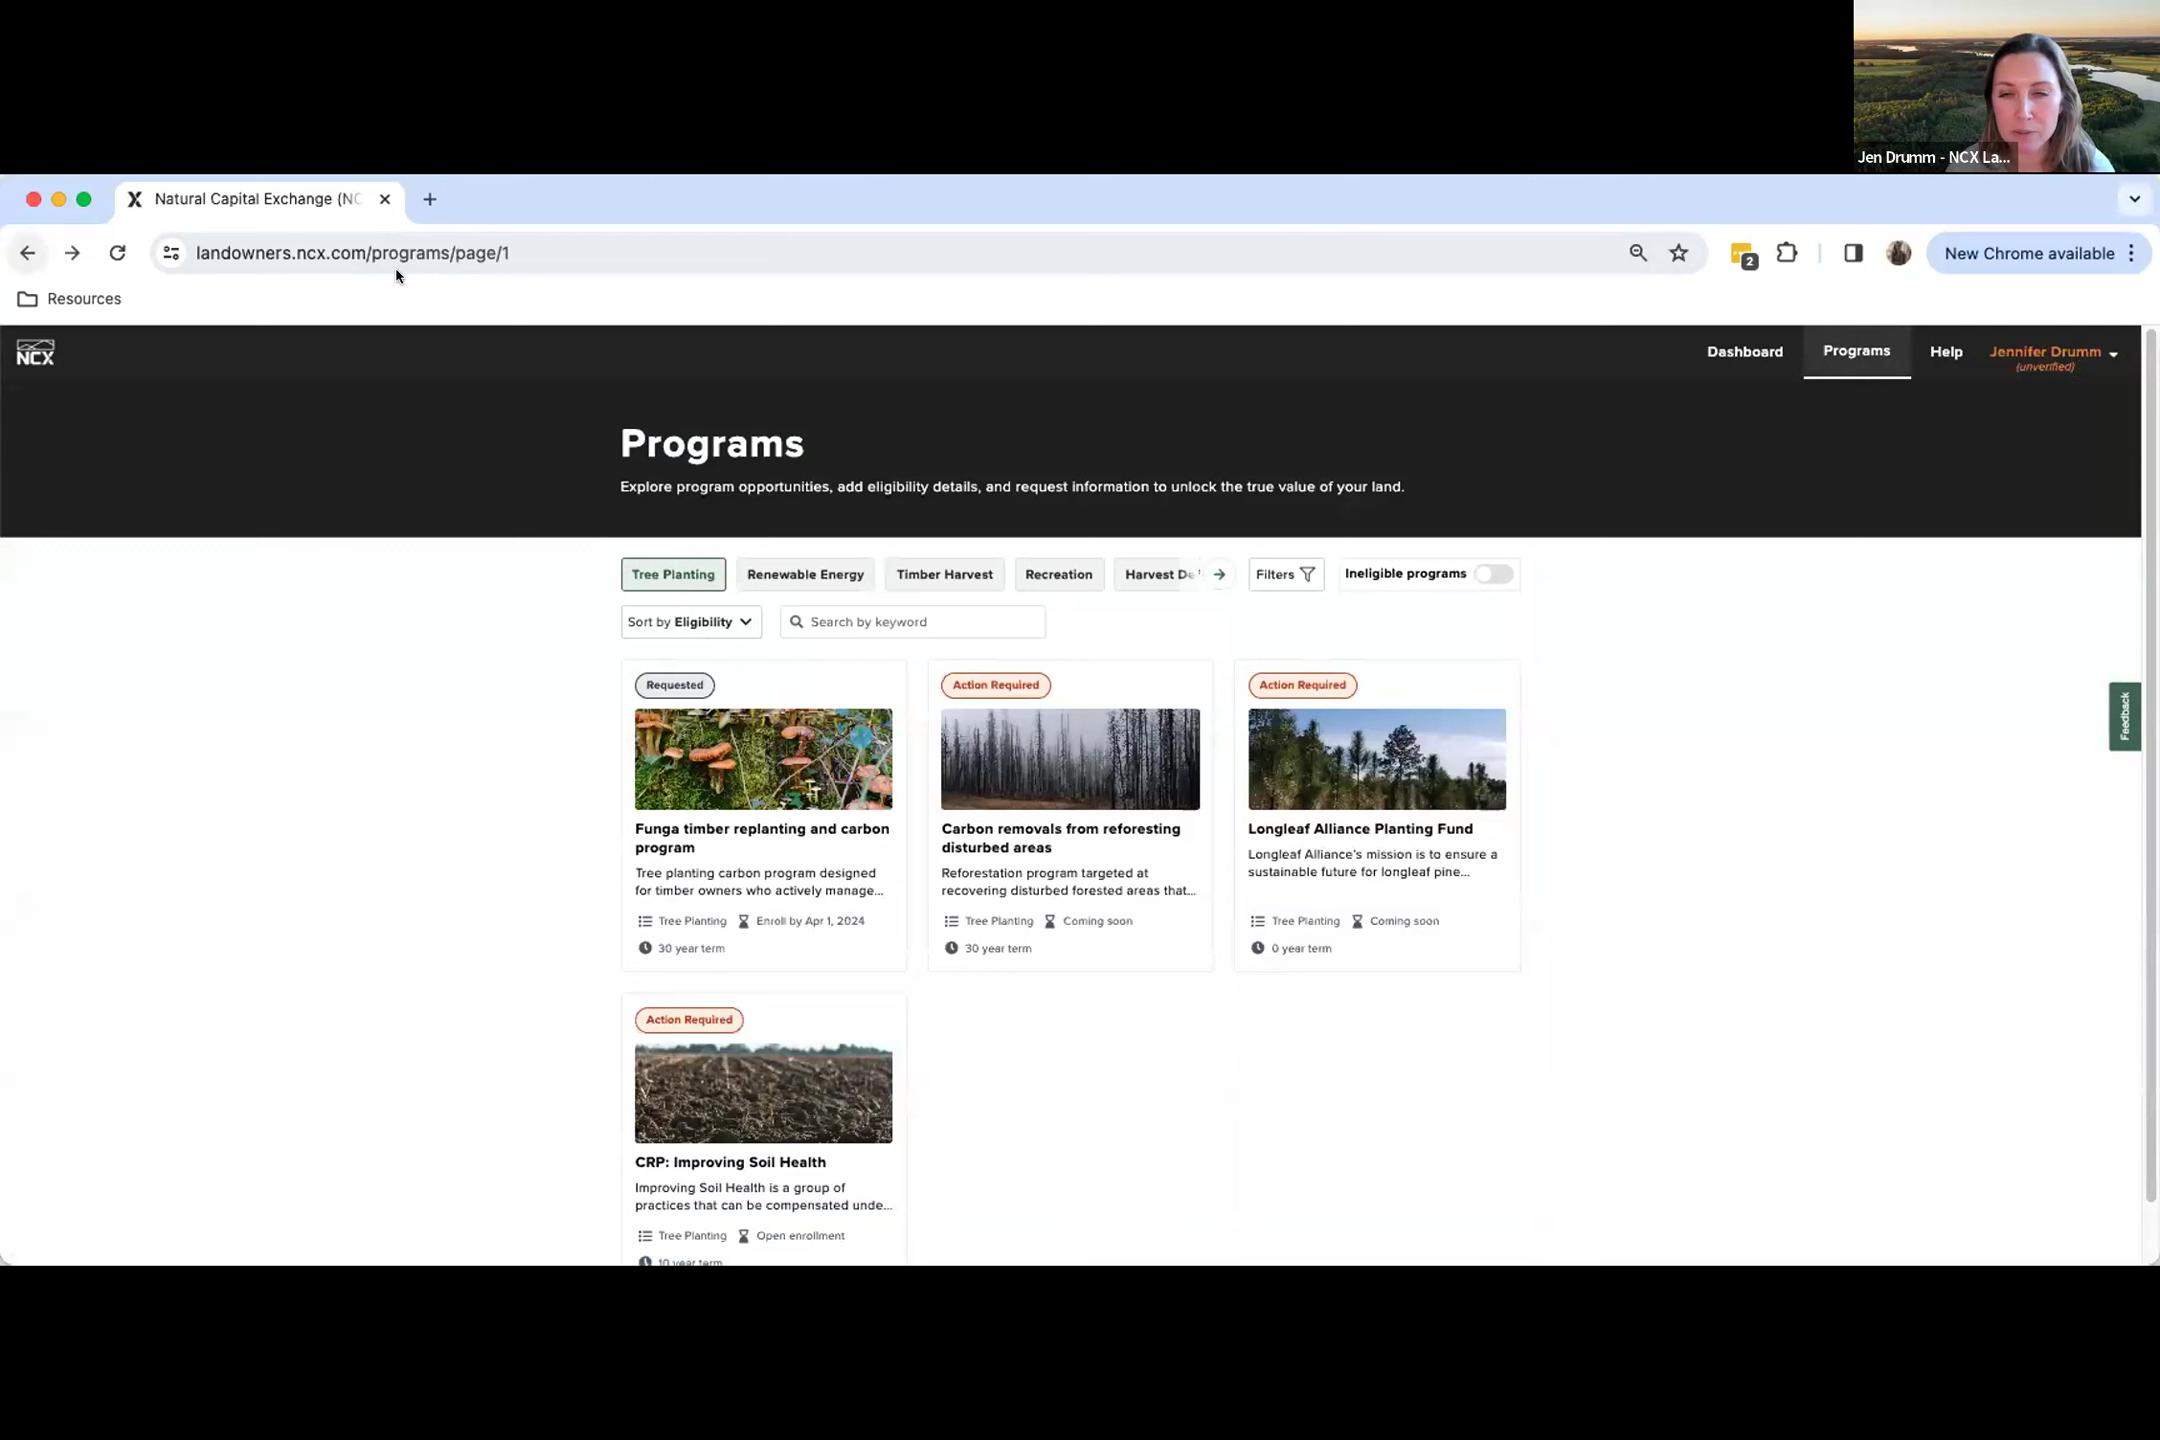 Jen Drumm - NCX La...
Natural Capital Exchange (NC
landowners.ncx.com/programs/page/1
2
New Chrome available
Resources
NCX
Dashboard
Programs
Help
Jennifer Drumm
(unverified)
Programs
Explore program opportunities, add eligibility details, and request information to unlock the true value of your land.
Tree Planting
Renewable Energy
Timber Harvest
Recreation
Harvest De
Filters
Ineligible programs
Sort by Eligibility
Search by keyword
Requested
Funga timber replanting and carbon
program
Tree planting carbon program designed
for timber owners who actively manage...
Tree Planting
Enroll by Apr 1, 2024
30 year term
Action Required
Carbon removals from reforesting
disturbed areas
Reforestation program targeted at
recovering disturbed forested areas that...
Tree Planting
Coming soon
30 year term
Action Required
Longleaf Alliance Planting Fund
Longleaf Alliance's mission is to ensure a
sustainable future for longleaf pine...
Tree Planting
Coming soon
0 year term
Action Required
CRP: Improving Soil Health
Improving Soil Health is a group of
practices that can be compensated unde...
Tree Planting
Open enrollment
10 year term
Feedback